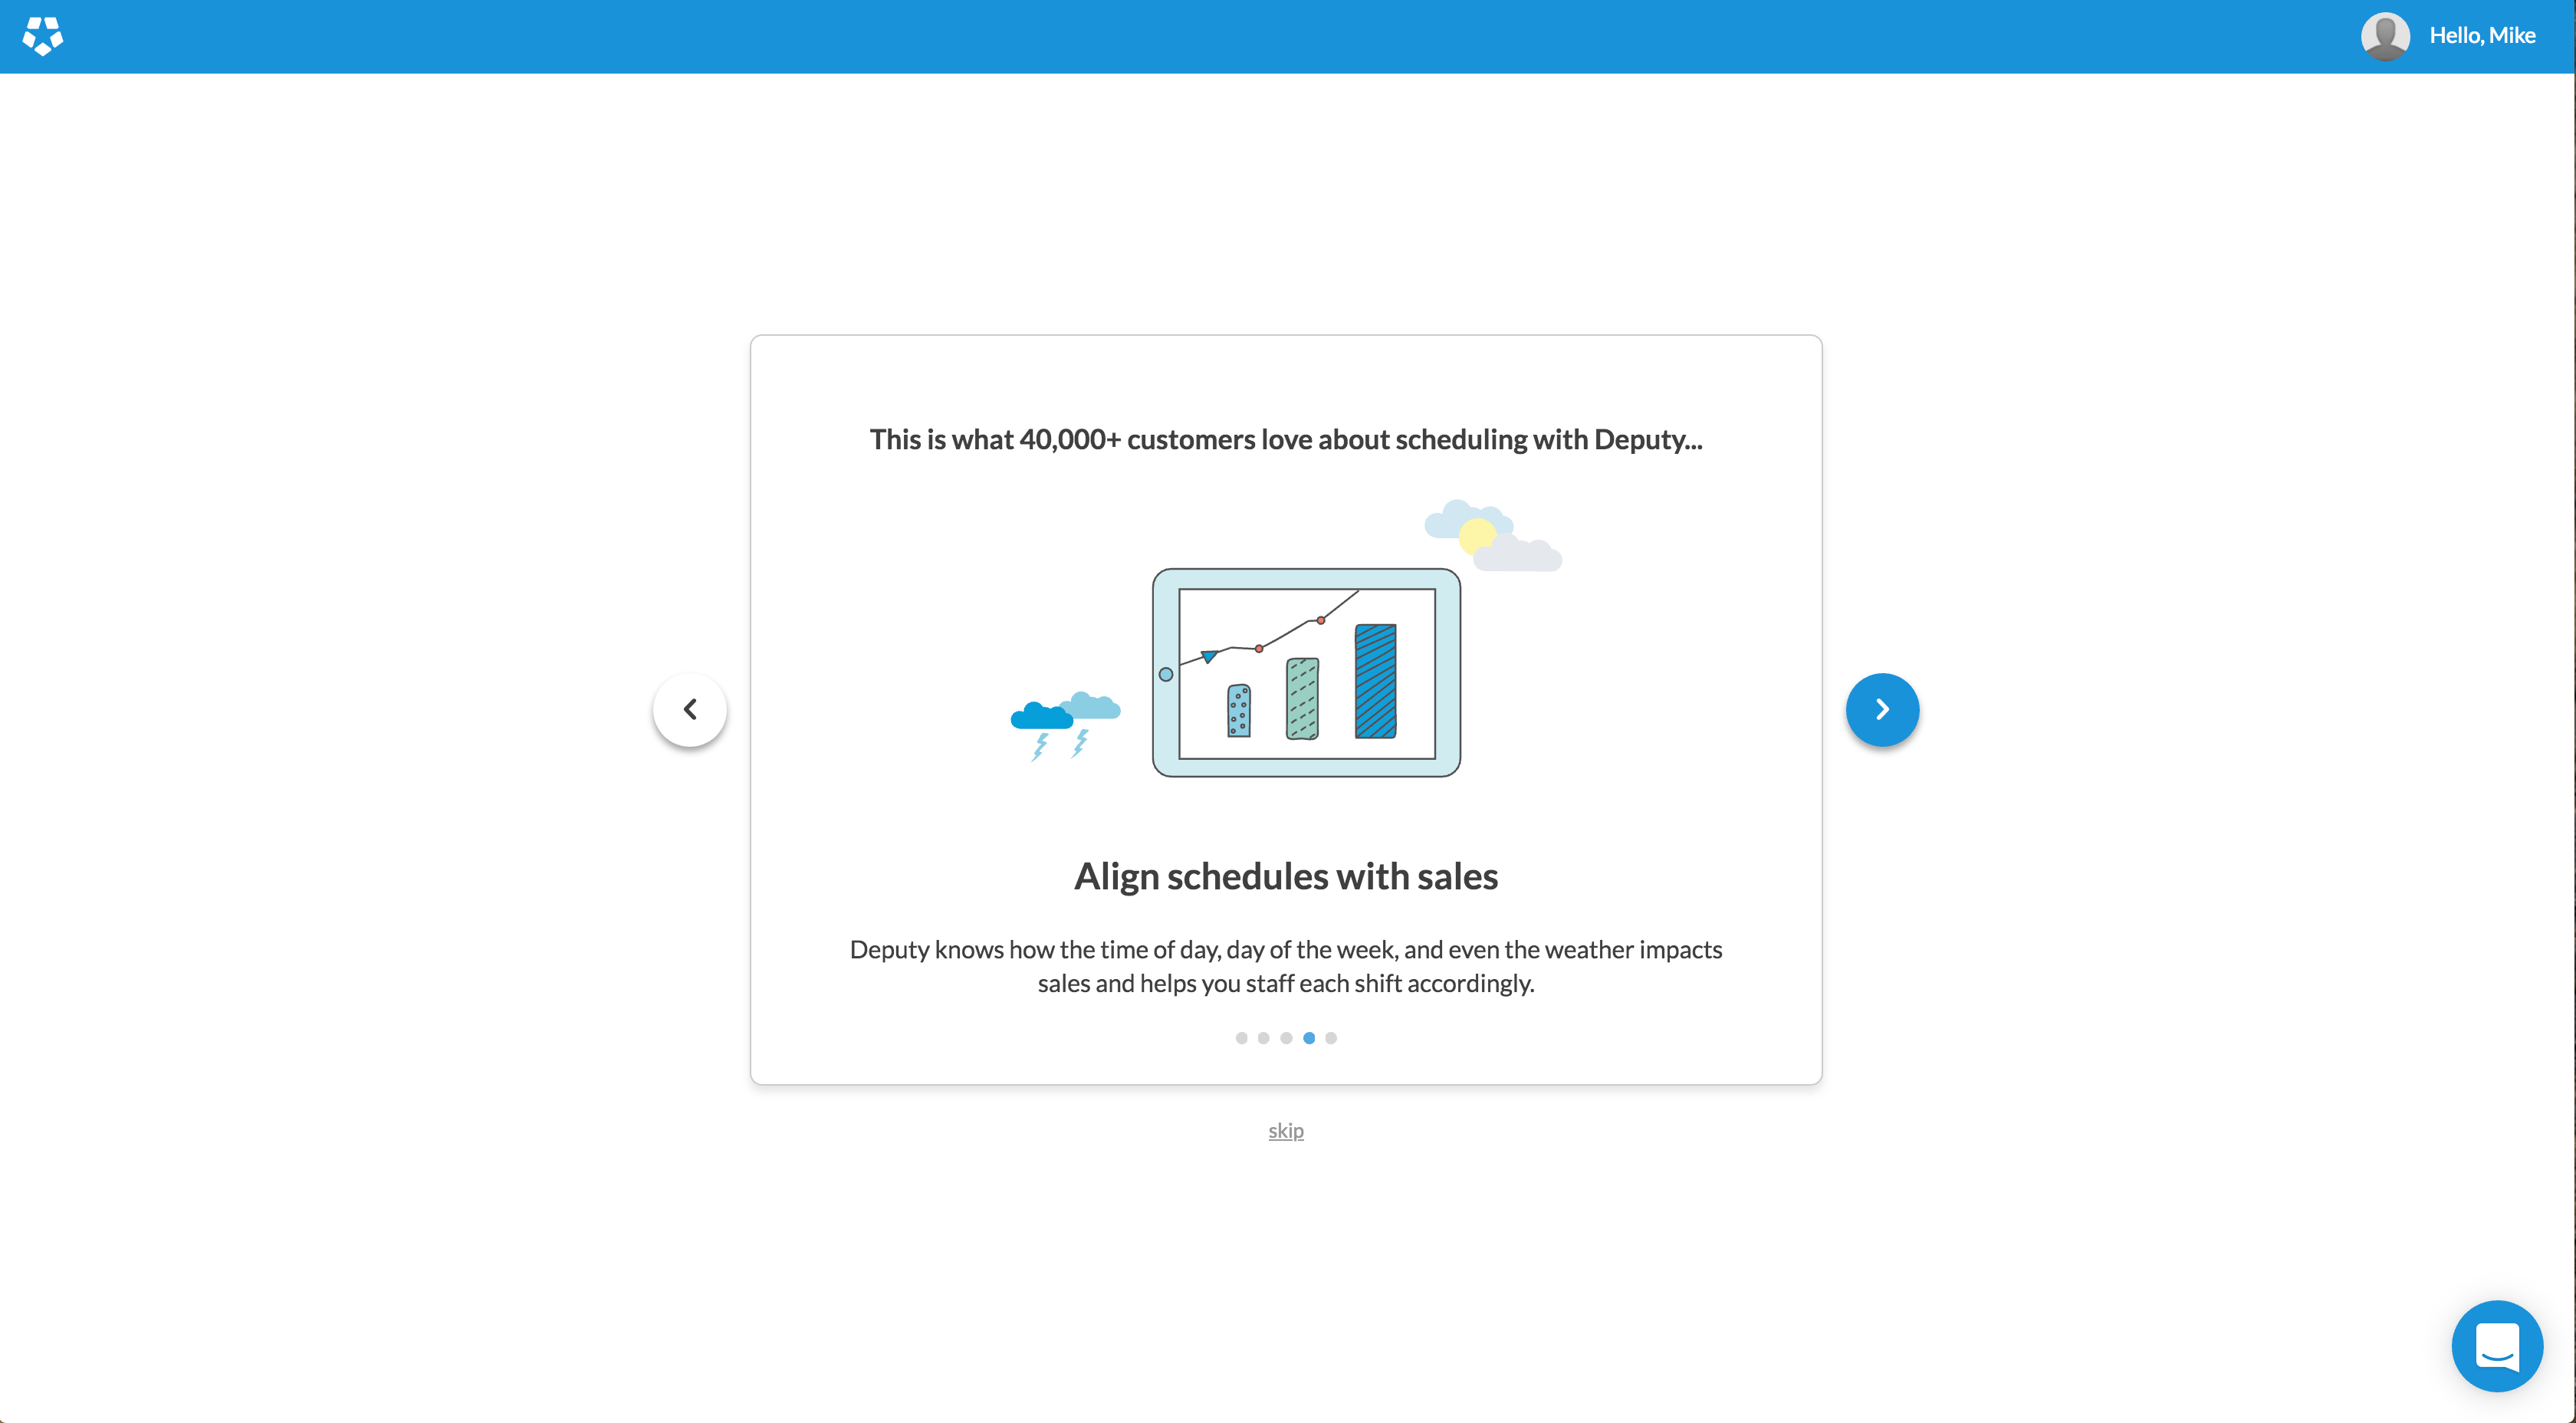 Hello, Mike
This is what 40,000+ customers love about scheduling with Deputy...
Align schedules with sales
Deputy knows how the time of day, day of the week, and even the weather impacts
sales and helps you staff each shift accordingly.
skip